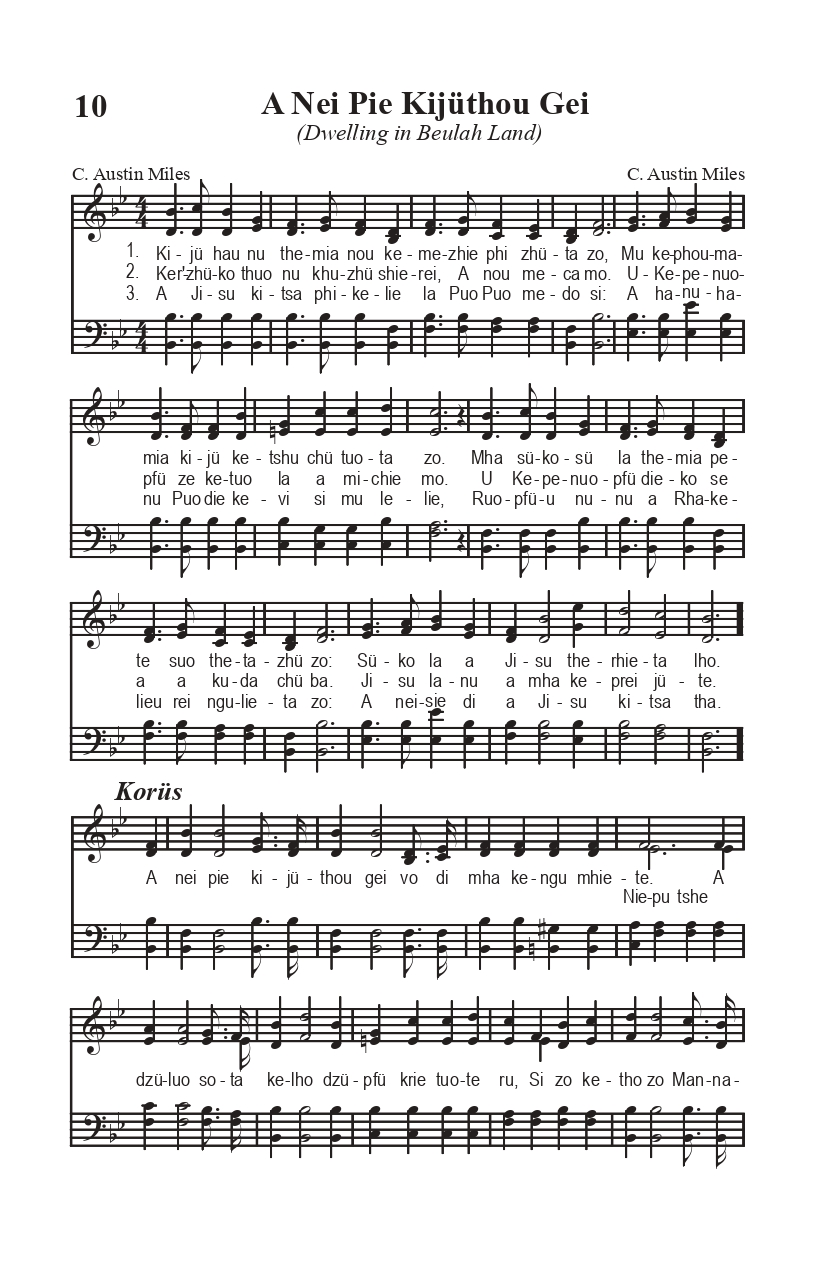 10
A Nei Pie Kijüthou Gei
(Dwelling in Beulah Land)
C. Austin Miles C. Austin Miles
1. Ki - jü hau nu the-mia nou ke - me-zhie phi zhü-ta zo, Mu ke-phou-ma-
2. Ker'-zhü-ko thuo nu khu-zhü shie-rei, A nou me-ca mo. U-Ke-pe-nuo-
3. A Ji-su ki-tsa phi-ke-lie la Puo Puo me-do si: A ha-nu-ha-
mia ki-jü ke-tshu chü tuo-ta zo. Mha sü-ko-sü la the-mia pe-
pfü ze ke-tuo la a mi-chie mo. U Ke-pe-nuo-pfü die-ko se
nu Puo die ke-vi si mu le-lie, Ruo-pfü-u nu-nu a Rha-ke-
te suo the-ta-zhü zo: Sü-ko la a Ji-su the-rhie-ta lho.
a a ku-da chü ba. Ji-su la-nu a mha ke-prei jü-te.
lieu rei ngu-lie-ta zo: A nei-sie di a Ji-su ki-tsa tha.
Korüs
A nei pie ki-jü-thou gei vo di mha ke-ngu mhie-te. A
Nie-pu tshe
dzü-luo so-ta ke-lho dzü-pfü krie tuo-te ru, Si zo ke-tho zo Man-na-